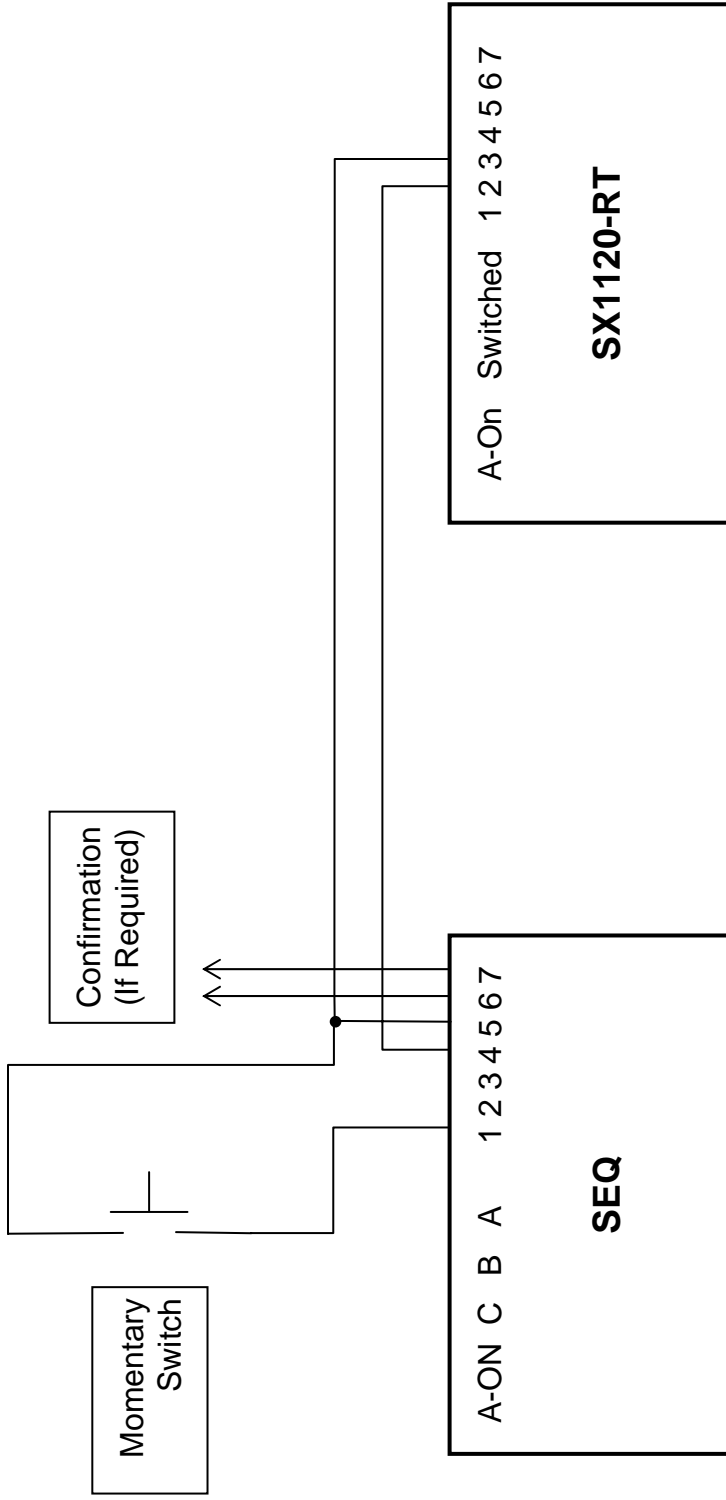 Momentary
Switch
Confirmation
(If Required)
A-ON C B A 1 2 3 4 5 6 7
SEQ
A-On Switched 1 2 3 4 5 6 7
SX1120-RT